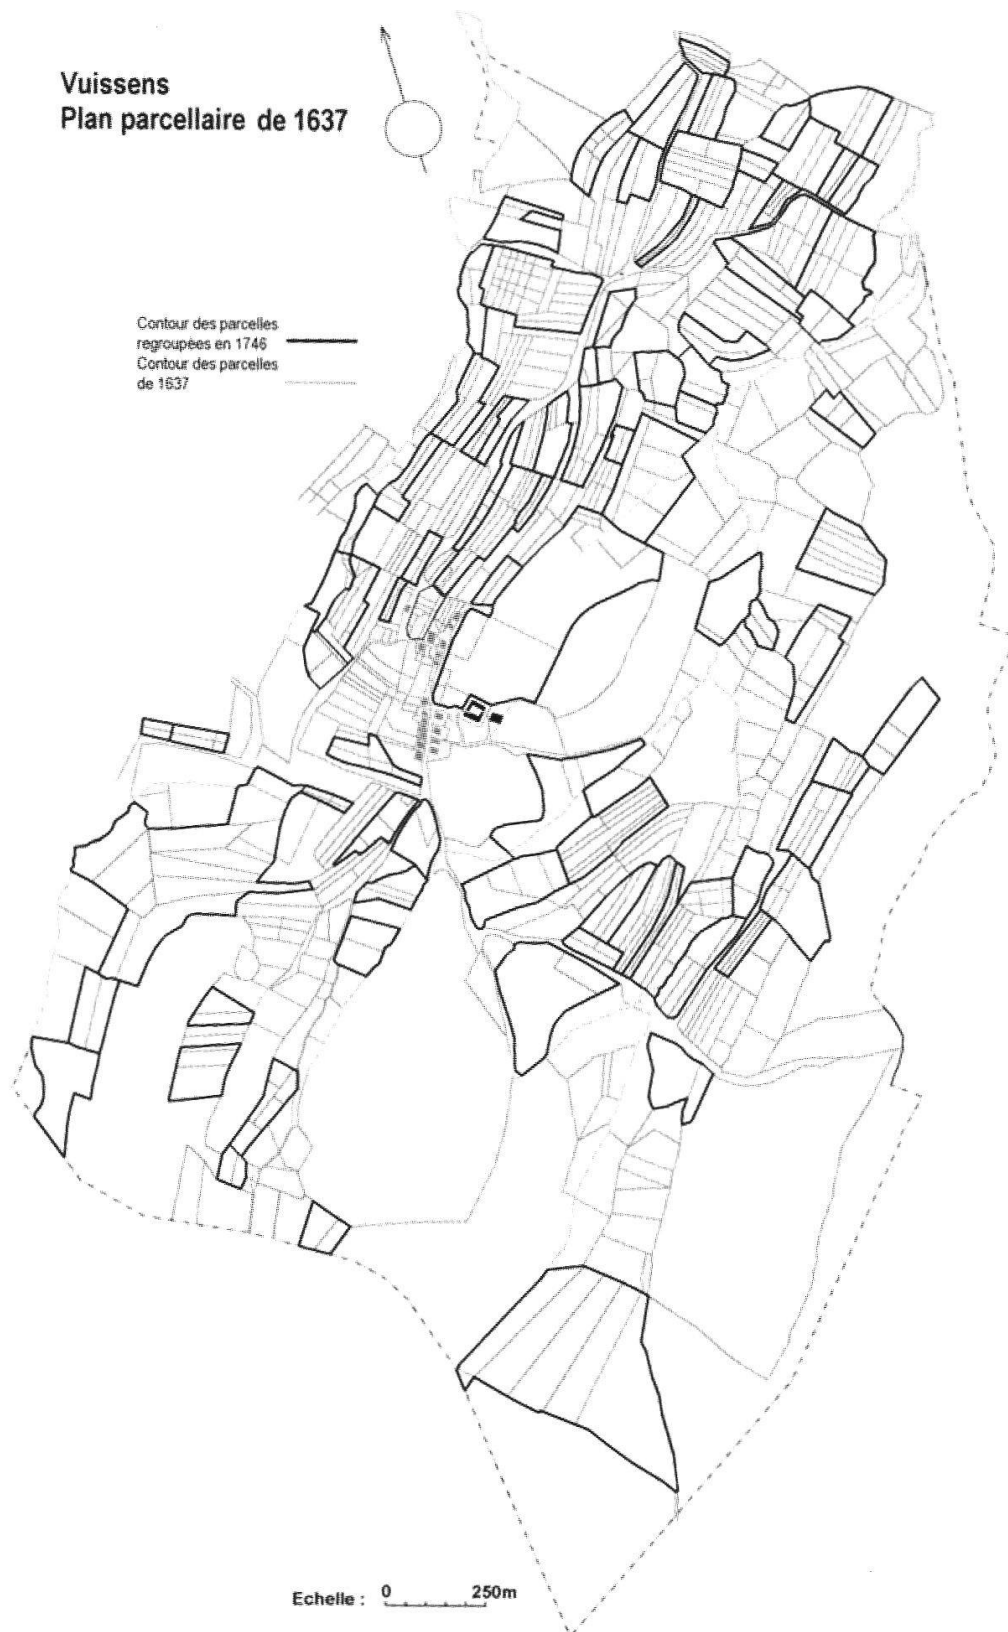 Vuissens
Plan parcellaire de 1637
Contour des parcelles
regroupées en 1746
Contour des parcelles
de 1637
Echelle : 0 250m